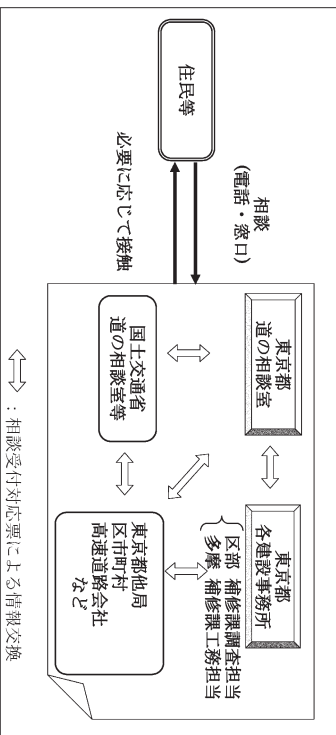 住民等
相談
(電話・窓口)
必要に応じて接触
東京都
道の相談室
東京都
各建設事務所
区部 補修課調査担当
多摩 補修課工務担当
国土交通省
道の相談室等
東京都他局
区市町村
高速道路会社
など
：相談受付対応票による情報交換